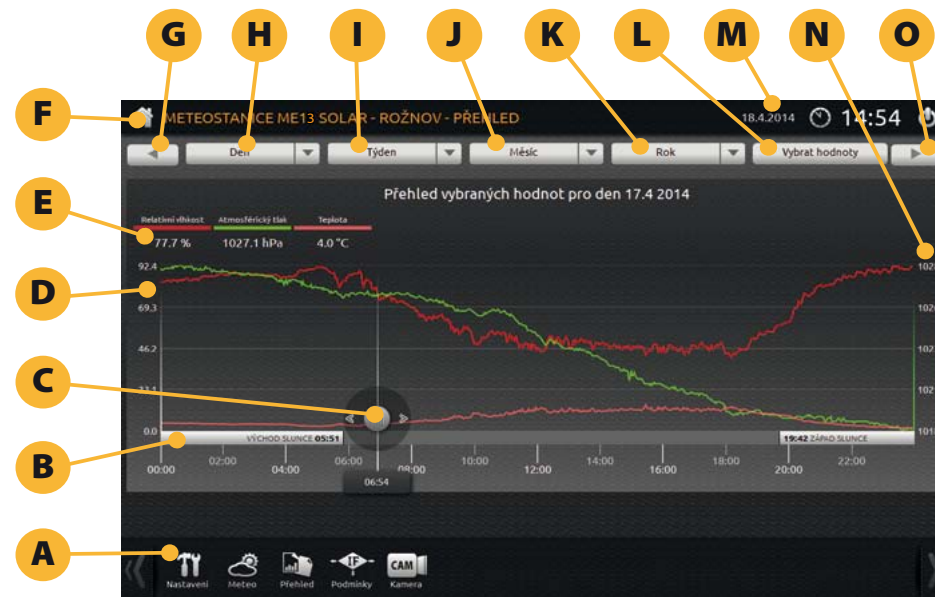 G H I J K L M N O
F METEOSTANICE ME13 SOLAR - ROŽNOV - PŘEHLED 18.4.2014 14:54
Den Týden Měsíc Rok Vybrat hodnoty
Přehled vybraných hodnot pro den 17.4 2014
E Relativní vlhkost Atmosférický tlak Teplota
77.7 % 1027.1 hPa 4.0 °C
92.4
D
69.3
46.2
C
0.0
VÝCHOD SLUNCE 05:51 19:42 ZÁPAD SLUNCE
B 00:00 02:00 04:00 06:00 08:00 10:00 12:00 14:00 16:00 18:00 20:00 22:00
06:54
A
IF CAM
Nastavení Meteo Přehled Podmínky Kamera